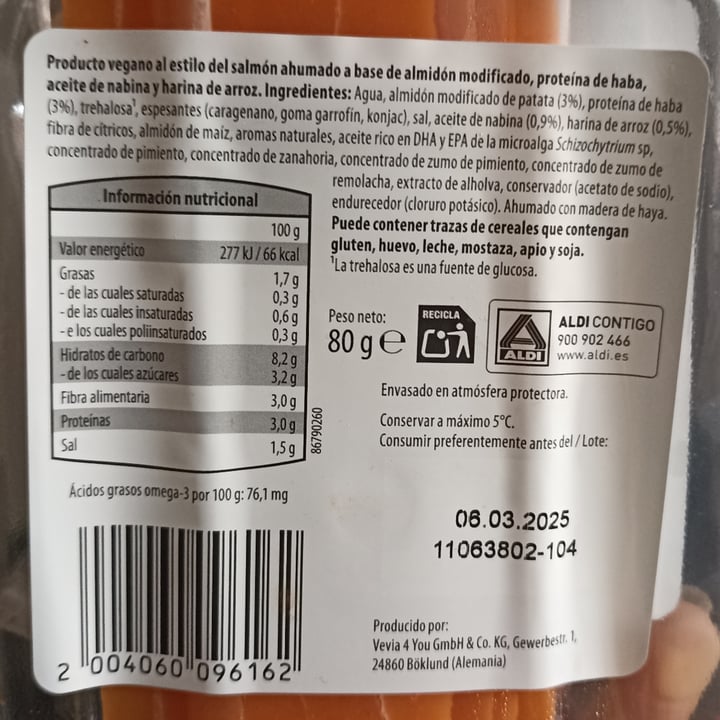 Producto vegano al estilo del salmón ahumado a base de almidón modificado, proteína de haba,
aceite de nabina y harina de arroz. Ingredientes: Agua, almidón modificado de patata (3%), proteína de haba
(3%), trehalosa¹, espesantes (caragenano, goma garrofín, konjac), sal, aceite de nabina (0,9%), harina de arroz (0,5%),
fibra de cítricos, almidón de maíz, aromas naturales, aceite rico en DHA y EPA de la microalga Schizochytrium sp,
concentrado de pimiento, concentrado de zanahoria, concentrado de zumo de pimiento, concentrado de zumo de
remolacha, extracto de alholva, conservador (acetato de sodio),
endurecedor (cloruro potásico). Ahumado con madera de haya.
Puede contener trazas de cereales que contengan
gluten, huevo, leche, mostaza, apio y soja.
¹La trehalosa es una fuente de glucosa.
Información nutricional
100 g
Valor energético 277 kJ / 66 kcal
Grasas 1,7 g
- de las cuales saturadas 0,3 g
- de las cuales insaturadas 0,6 g
- e los cuales poliinsaturados 0,3 g
Hidratos de carbono 8,2 g
- de los cuales azúcares 3,2 g
Fibra alimentaria 3,0 g
Proteínas 3,0 g
Sal 1,5 g
86790260
Ácidos grasos omega-3 por 100 g: 76,1 mg
Peso neto:
80 g e
RECICLA
ALDI
ALDI CONTIGO
900 902 466
www.aldi.es
Envasado en atmósfera protectora.
Conservar a máximo 5°C.
Consumir preferentemente antes del / Lote:
06.03.2025
11063802-104
Producido por:
Vevia 4 You GmbH & Co. KG, Gewerbestr. 1,
24860 Böklund (Alemania)
2 004060 096162